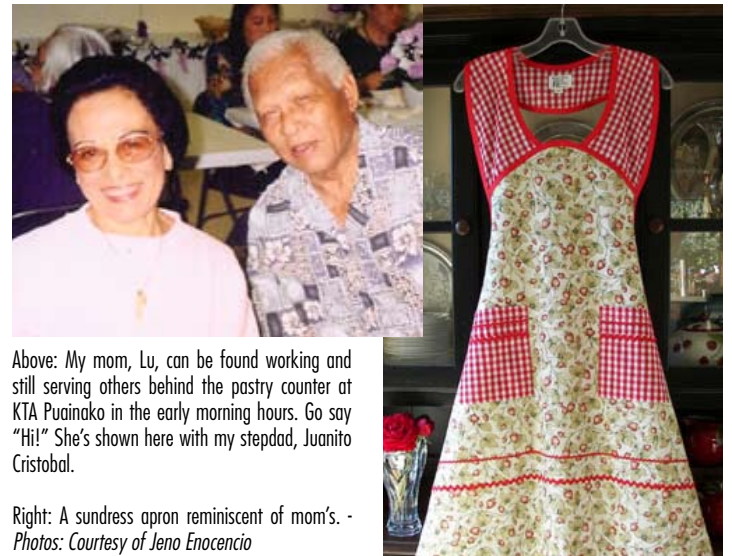 Above: My mom, Lu, can be found working and
still serving others behind the pastry counter at
KTA Puainako in the early morning hours. Go say
“Hi!” She’s shown here with my stepdad, Juanito
Cristobal.
Right: A sundress apron reminiscent of mom’s. -
Photos: Courtesy of Jeno Enocencio